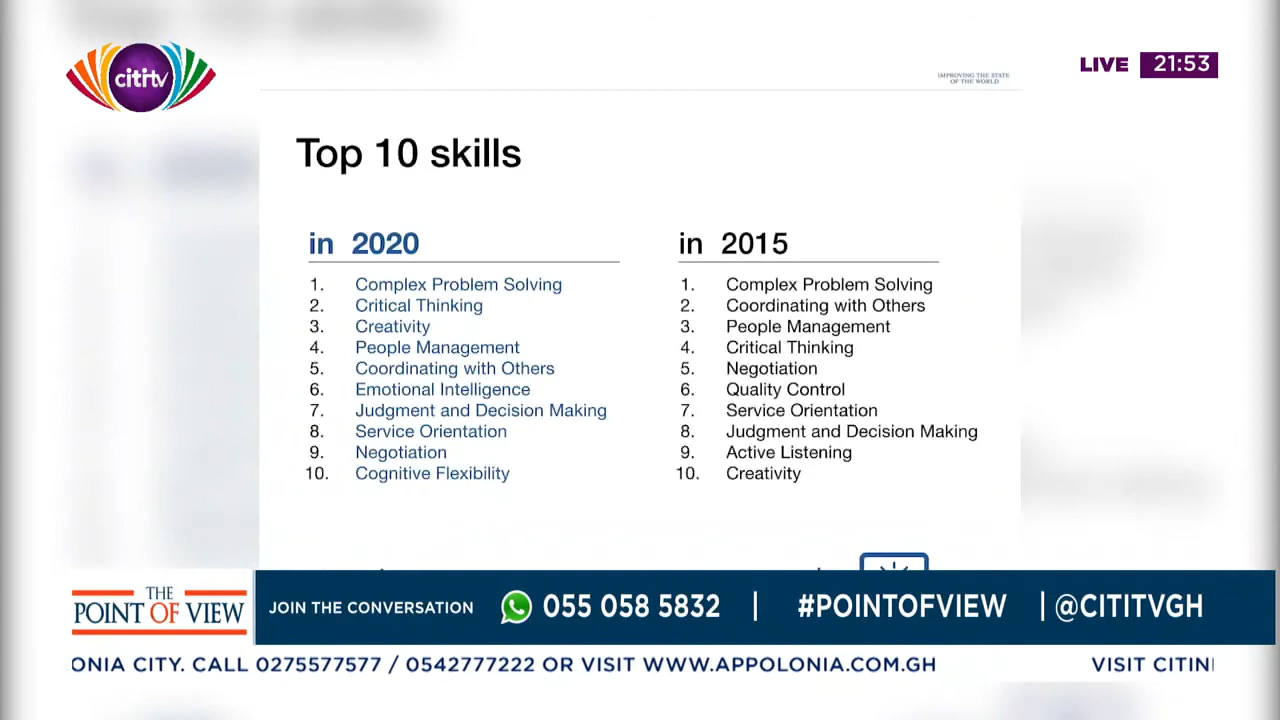 cititv
LIVE 21:53
IMPROVING THE STATE
OF THE WORLD
Top 10 skills
in 2020
1. Complex Problem Solving
2. Critical Thinking
3. Creativity
4. People Management
5. Coordinating with Others
6. Emotional Intelligence
7. Judgment and Decision Making
8. Service Orientation
9. Negotiation
10. Cognitive Flexibility
in 2015
1. Complex Problem Solving
2. Coordinating with Others
3. People Management
4. Critical Thinking
5. Negotiation
6. Quality Control
7. Service Orientation
8. Judgment and Decision Making
9. Active Listening
10. Creativity
THE
POINT OF VIEW
JOIN THE CONVERSATION 055 058 5832 | #POINTOFVIEW | @CITITVGH
ONIA CITY. CALL 0275577577 / 0542777222 OR VISIT WWW.APPOLONIA.COM.GH VISIT CITIN